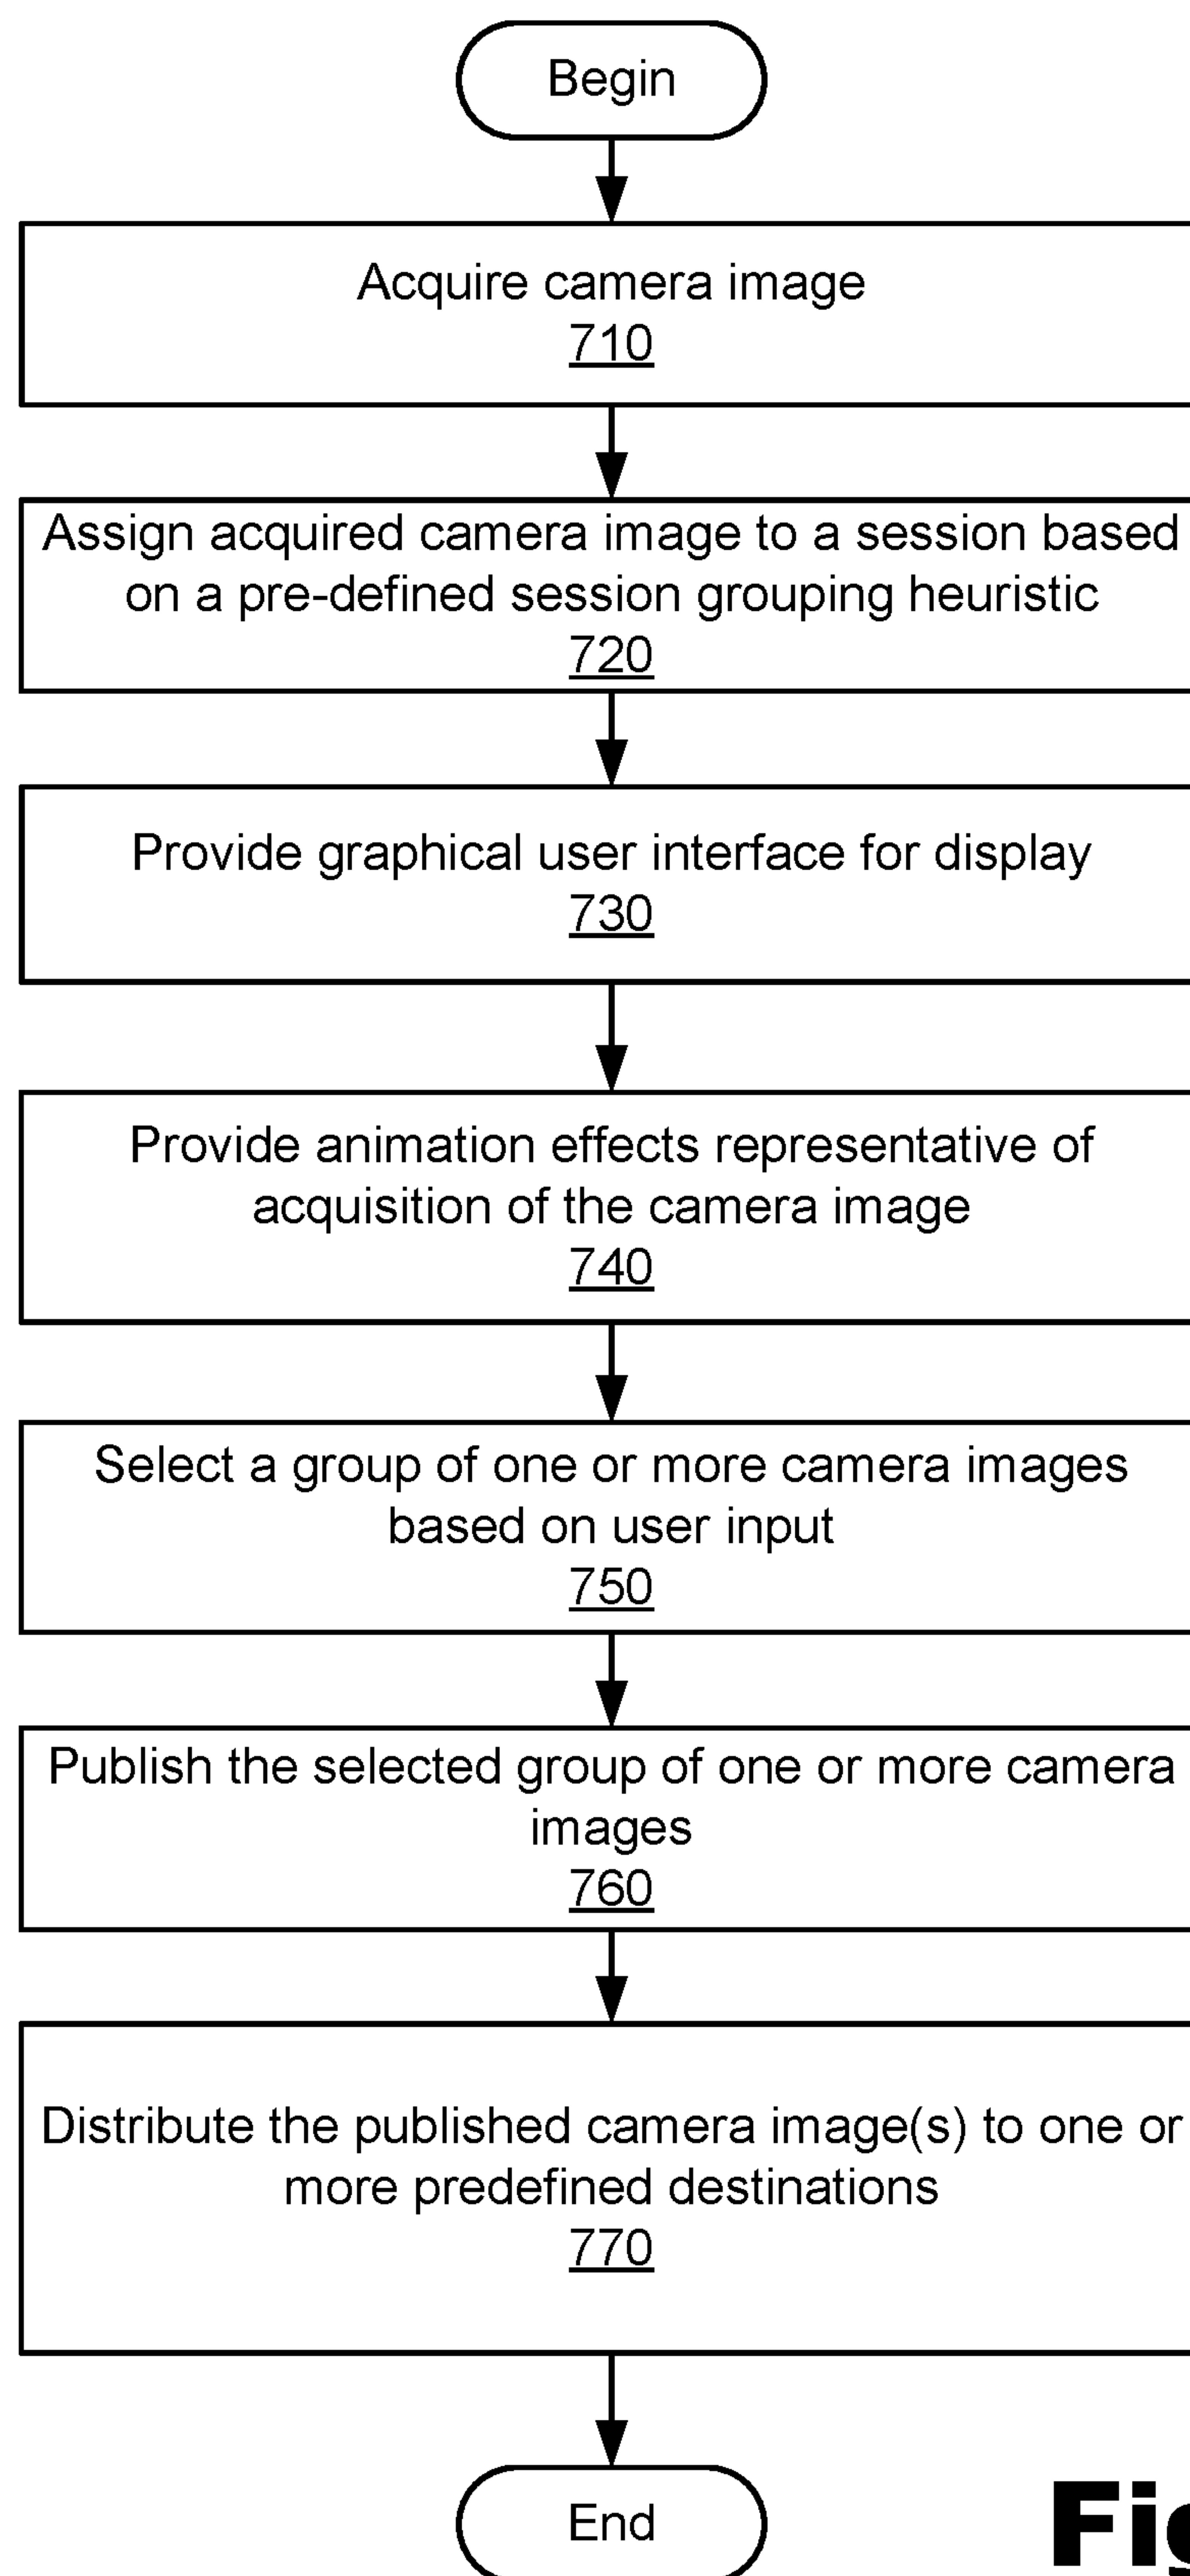 Begin
Acquire camera image
710
Assign acquired camera image to a session based
on a pre-defined session grouping heuristic
720
Provide graphical user interface for display
730
Provide animation effects representative of
acquisition of the camera image
740
Select a group of one or more camera images
based on user input
750
Publish the selected group of one or more camera
images
760
Distribute the published camera image(s) to one or
more predefined destinations
770
End